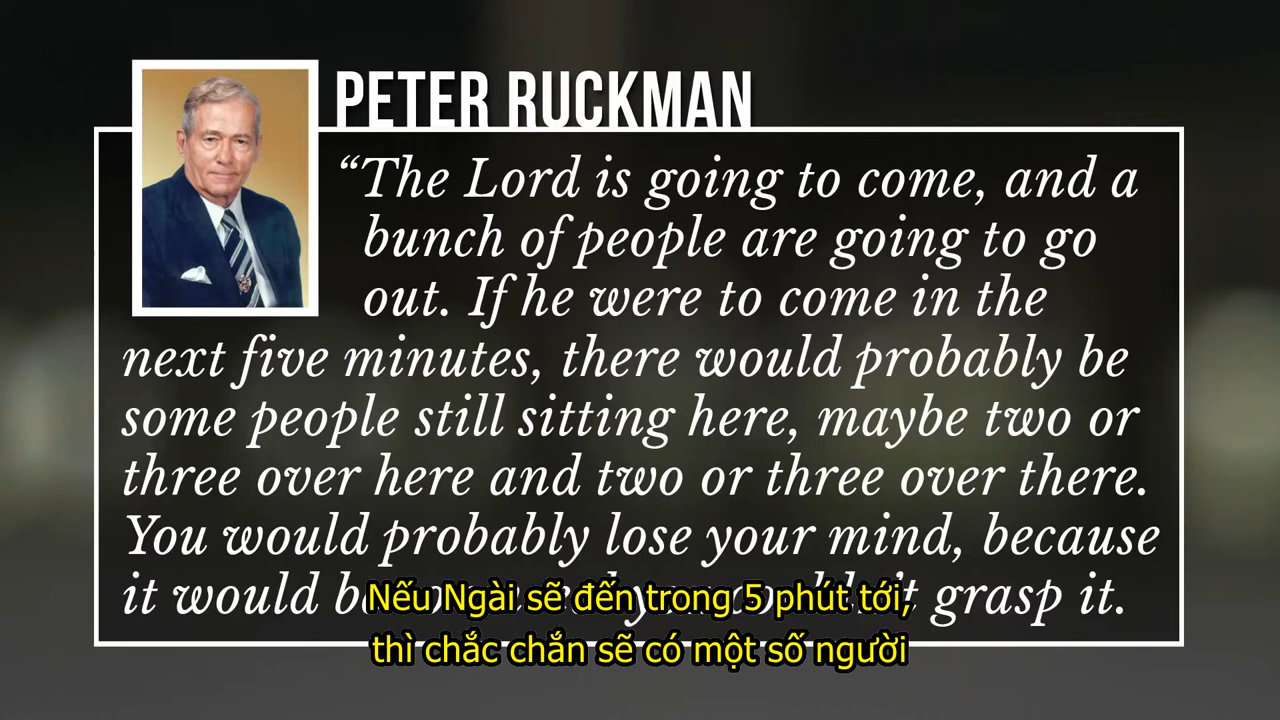 PETER RUCKMAN
“The Lord is going to come, and a
bunch of people are going to go
out. If he were to come in the
next five minutes, there would probably be
some people still sitting here, maybe two or
three over here and two or three over there.
You would probably lose your mind, because
it would grasp it.
Nếu Ngài sẽ đến trong 5 phút tới,
thì chắc chắn sẽ có một số người